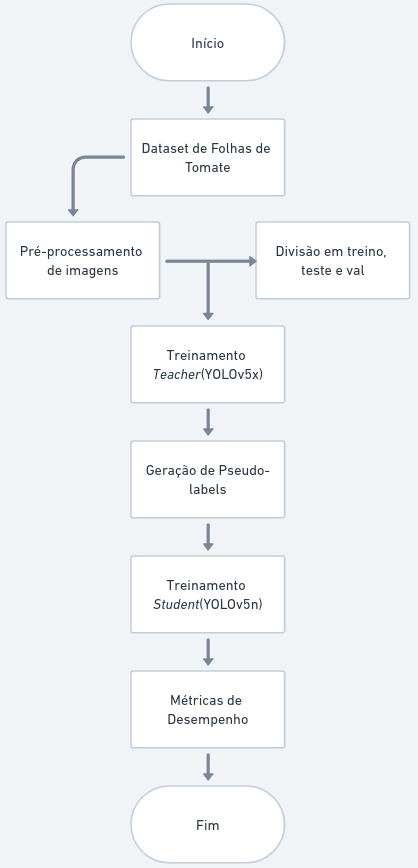 Início
Dataset de Folhas de
Tomate
Pré-processamento
de imagens
Divisão em treino,
teste e val
Treinamento
Teacher(YOLOv5x)
Geração de Pseudo-
labels
Treinamento
Student(YOLOv5n)
Métricas de
Desempenho
Fim